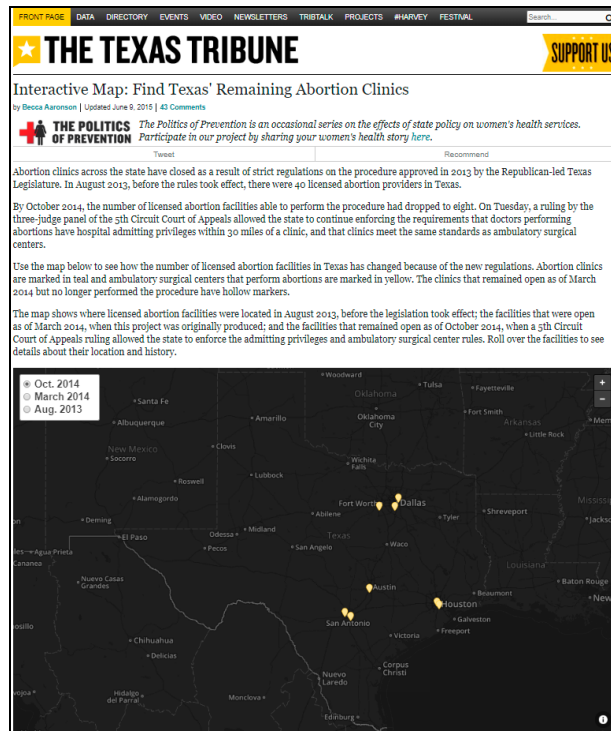 FRONT PAGE DATA DIRECTORY EVENTS VIDEO NEWSLETTERS TRIBTALK PROJECTS #HARVEY FESTIVAL Search...
THE TEXAS TRIBUNE
SUPPORT US
Interactive Map: Find Texas' Remaining Abortion Clinics
by Becca Aaronson | Updated June 9, 2015 | 43 Comments
THE POLITICS OF PREVENTION
The Politics of Prevention is an occasional series on the effects of state policy on women's health services.
Participate in our project by sharing your women's health story here.
Tweet Recommend
Abortion clinics across the state have closed as a result of strict regulations on the procedure approved in 2013 by the Republican-led Texas
Legislature. In August 2013, before the rules took effect, there were 40 licensed abortion providers in Texas.
By October 2014, the number of licensed abortion facilities able to perform the procedure had dropped to eight. On Tuesday, a ruling by the
three-judge panel of the 5th Circuit Court of Appeals allowed the state to continue enforcing the requirements that doctors performing
abortions have hospital admitting privileges within 30 miles of a clinic, and that clinics meet the same standards as ambulatory surgical
centers.
Use the map below to see how the number of licensed abortion facilities in Texas has changed because of the new regulations. Abortion clinics
are marked in teal and ambulatory surgical centers that perform abortions are marked in yellow. The clinics that remained open as of March
2014 but no longer performed the procedure have hollow markers.
The map shows where licensed abortion facilities were located in August 2013, before the legislation took effect; the facilities that were open
as of March 2014, when this project was originally produced; and the facilities that remained open as of October 2014, when a 5th Circuit
Court of Appeals ruling allowed the state to enforce the admitting privileges and ambulatory surgical center rules. Roll over the facilities to see
details about their location and history.
Oct. 2014
March 2014
Aug. 2013
+
−
Woodward
Tulsa
Fayetteville
Santa Fe
Oklahoma
Albuquerque
Amarillo
Oklahoma
City
Fort Smith
Arkansas
Mem
Little Rock
New Mexico
Clovis
Socorro
Wichita
Falls
Lubbock
Roswell
Alamogordo
Fort Worth
Dallas
Mississi
Abilene
Tyler
Shreveport
Deming
Jackso
El Paso
Odessa
Midland
Texas
Pecos
San Angelo
Waco
les
Agua Prieta
Cananea
Louisiana
Nuevo Casas
Grandes
Austin
Beaumont
Baton Rouge
Houston
New
San Antonio
Galveston
Freeport
Victoria
osillo
Chihuahua
Delicias
Nuevo
Laredo
Corpus
Christi
vojoa
Hidalgo
del Parral
Monclova
Edinburg
i